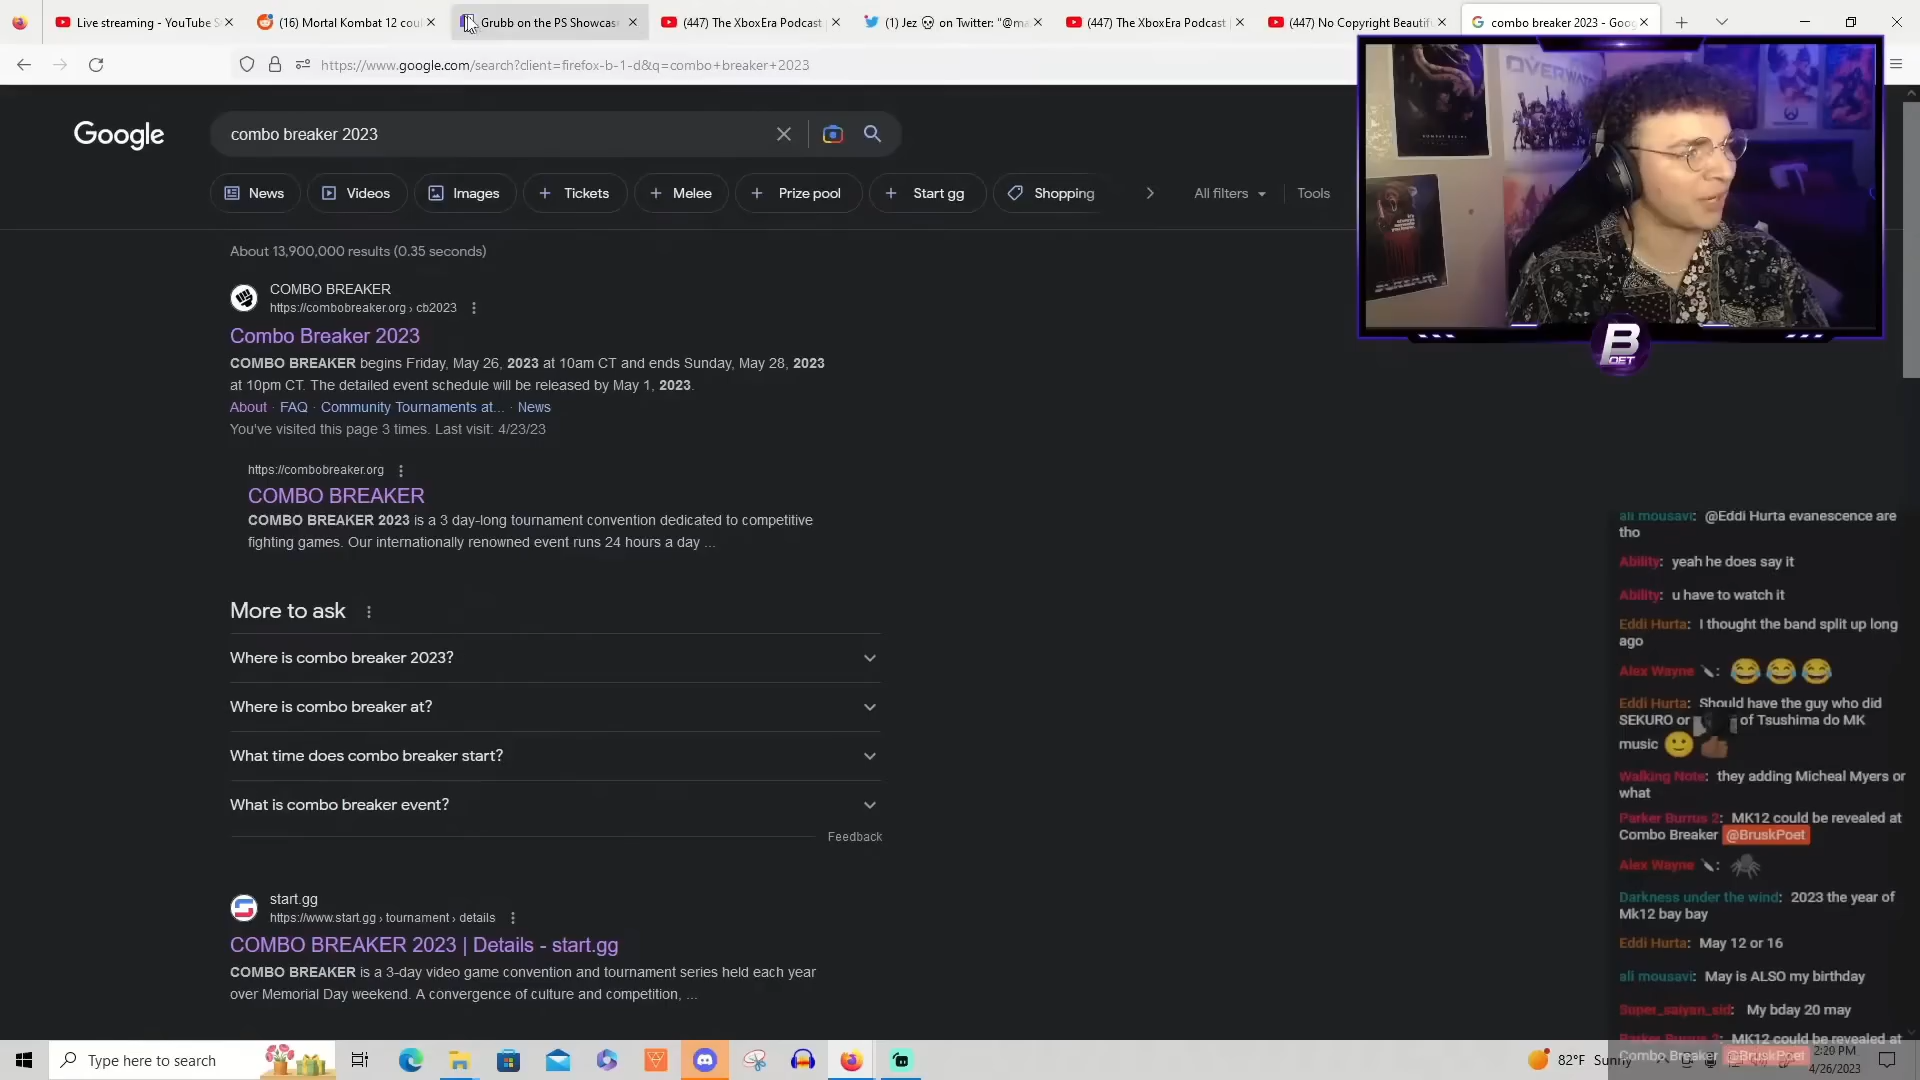 Live streaming - YouTube S
(16) Mortal Kombat 12 coul
Grubb on the PS Showcas
(447) The XboxEra Podcast
(1) Jez 💀 on Twitter: "@ma
(447) The XboxEra Podcast
(447) No Copyright Beautifu
combo breaker 2023 - Goog
https://www.google.com/search?client=firefox-b-1-d&q=combo+breaker+2023
Google
combo breaker 2023
News
Videos
Images
Tickets
Melee
Prize pool
Start gg
Shopping
All filters
Tools
About 13,900,000 results (0.35 seconds)
COMBO BREAKER
https://combobreaker.org › cb2023
Combo Breaker 2023
COMBO BREAKER begins Friday, May 26, 2023 at 10am CT and ends Sunday, May 28, 2023
at 10pm CT. The detailed event schedule will be released by May 1, 2023.
About · FAQ · Community Tournaments at... · News
You've visited this page 3 times. Last visit: 4/23/23
https://combobreaker.org
COMBO BREAKER
COMBO BREAKER 2023 is a 3 day-long tournament convention dedicated to competitive
fighting games. Our internationally renowned event runs 24 hours a day ...
More to ask
Where is combo breaker 2023?
Where is combo breaker at?
What time does combo breaker start?
What is combo breaker event?
Feedback
start.gg
https://www.start.gg › tournament › details
COMBO BREAKER 2023 | Details - start.gg
COMBO BREAKER is a 3-day video game convention and tournament series held each year
over Memorial Day weekend. A convergence of culture and competition, ...
OVERWATCH
SCREAM
B
OET
ali mousavi: @Eddi Hurta evanescence are
tho
Ability: yeah he does say it
Ability: u have to watch it
Eddi Hurta: I thought the band split up long
ago
Alex Wayne 🔪: 😂😂😂
Eddi Hurta: Should have the guy who did
SEKURO or of Tsushima do MK
music 🙂👍🏾
Walking Note: they adding Micheal Myers or
what
Parker Burrus 2: MK12 could be revealed at
Combo Breaker @BruskPoet
Alex Wayne 🔪: 🕷
Darkness under the wind: 2023 the year of
Mk12 bay bay
Eddi Hurta: May 12 or 16
ali mousavi: May is ALSO my birthday
Super_saiyan_sid: My bday 20 may
Parker Burrus 2: MK12 could be revealed at
Combo Breaker @BruskPoet
Type here to search
82°F Sunny
2:20 PM
4/26/2023